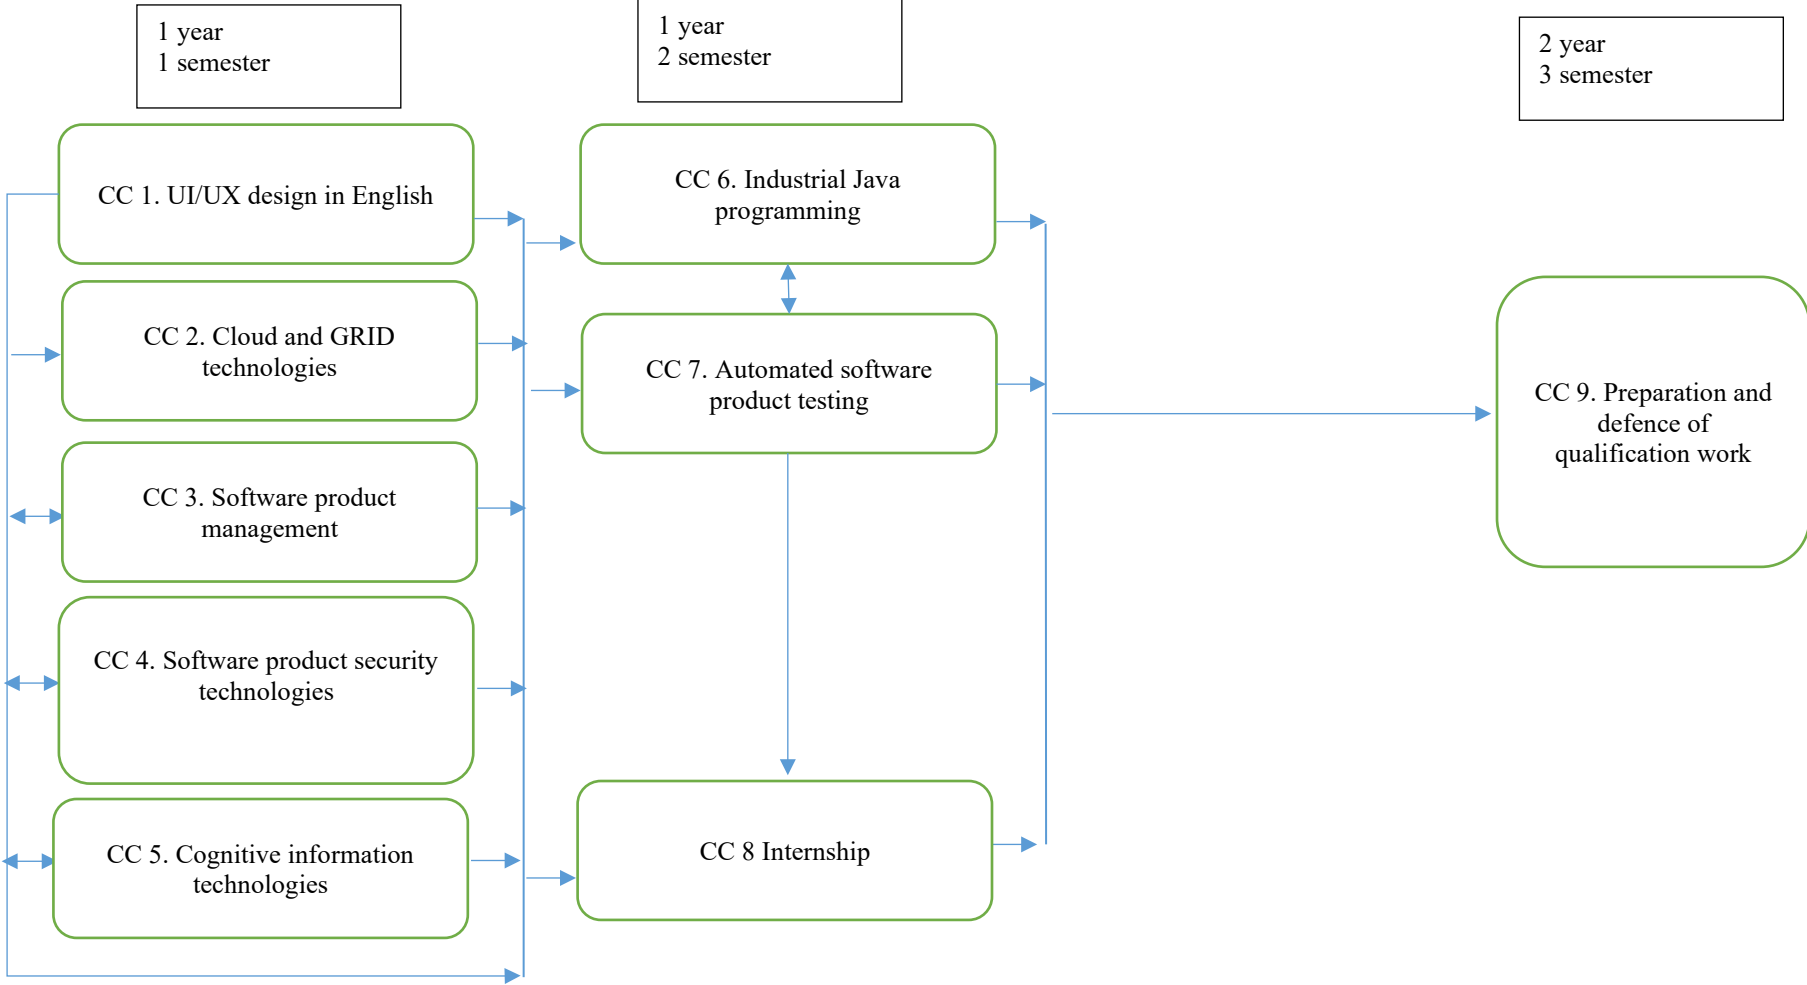 1 year
1 semester
1 year
2 semester
2 year
3 semester
CC 1. UI/UX design in English
CC 2. Cloud and GRID
technologies
CC 3. Software product
management
CC 4. Software product security
technologies
CC 5. Cognitive information
technologies
CC 6. Industrial Java
programming
CC 7. Automated software
product testing
CC 8 Internship
CC 9. Preparation and
defence of
qualification work